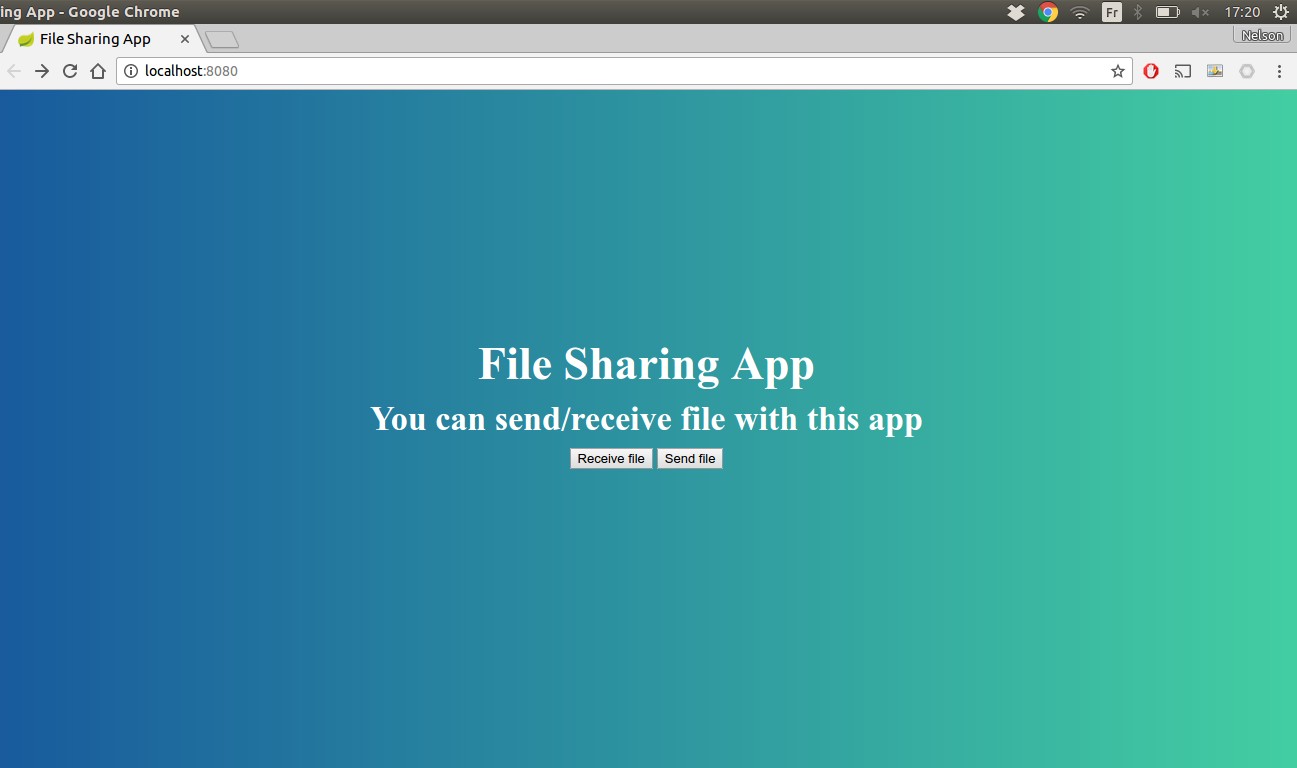 ing App - Google Chrome
Fr
17:20
File Sharing App
Nelson
localhost:8080
File Sharing App
You can send/receive file with this app
Receive file Send file